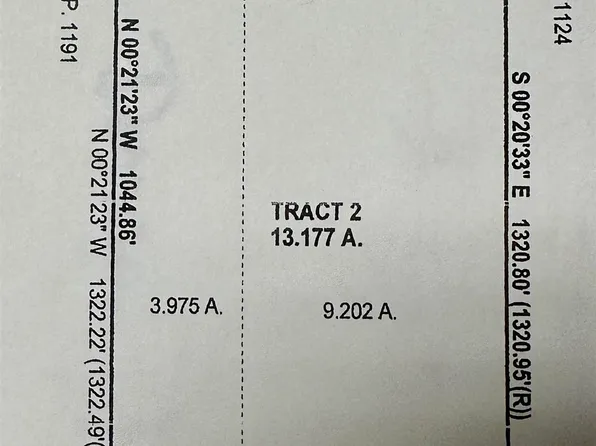 P. 1191
N 00°21'23" W 1044.86'
N 00°21'23" W 1322.22' (1322.49'(
TRACT 2
13.177 A.
3.975 A.
9.202 A.
S 00°20'33" E 1320.80' (1320.95'(R))
1124